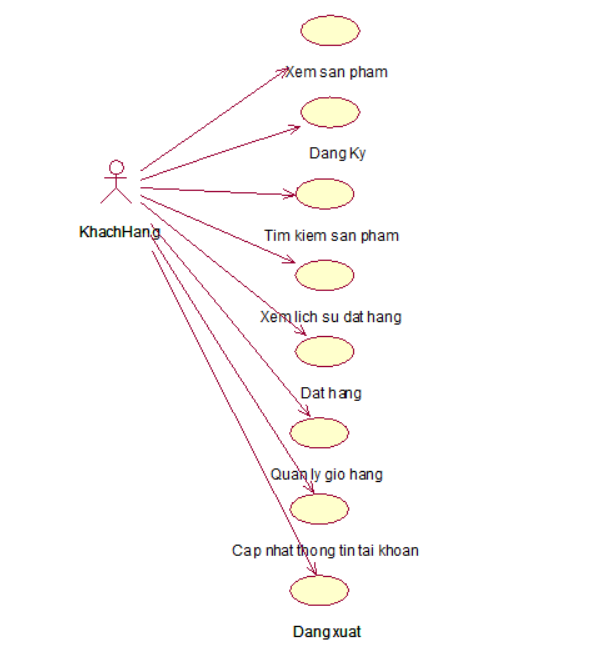 Xem san pham
Dang Ky
KhachHang
Tim kiem san pham
Xem lich su dat hang
Dat hang
Quan ly gio hang
Cap nhat thong tin tai khoan
Dang xuat